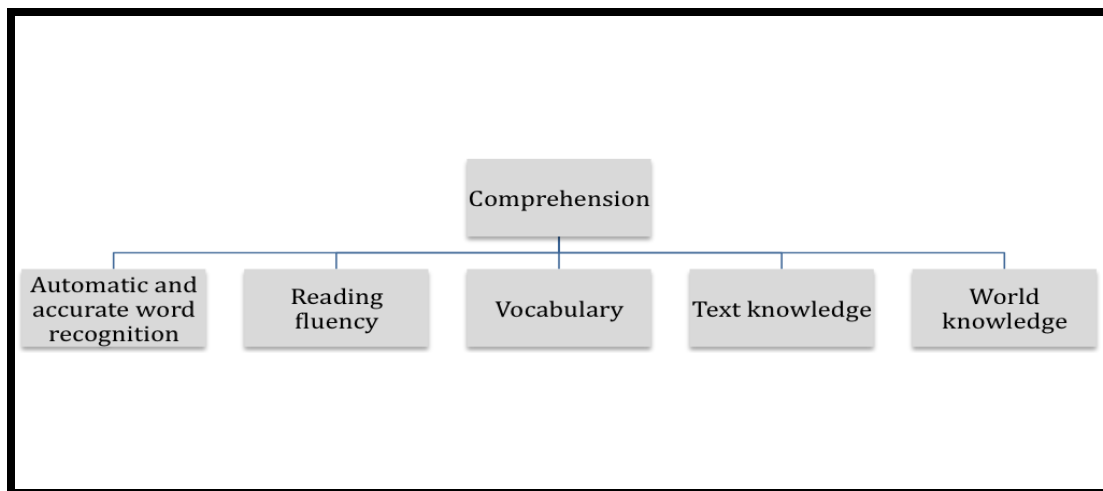 Comprehension
Automatic and
accurate word
recognition
Reading
fluency
Vocabulary
Text knowledge
World
knowledge